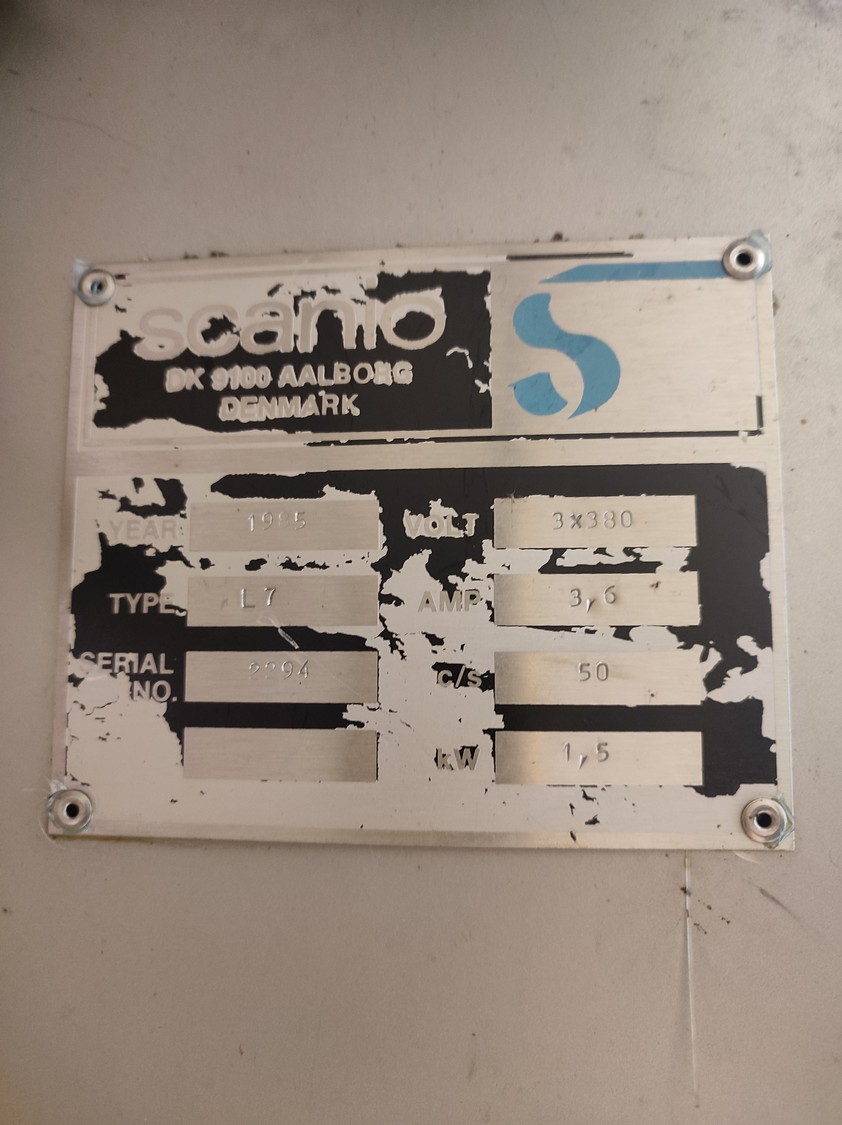 scanio
DK 9100 AALBORG
DENMARK
YEAR 1985 VOLT 3x380
TYPE L7 AMP 3,6
SERIAL NO. c/s 50
kW 1,5